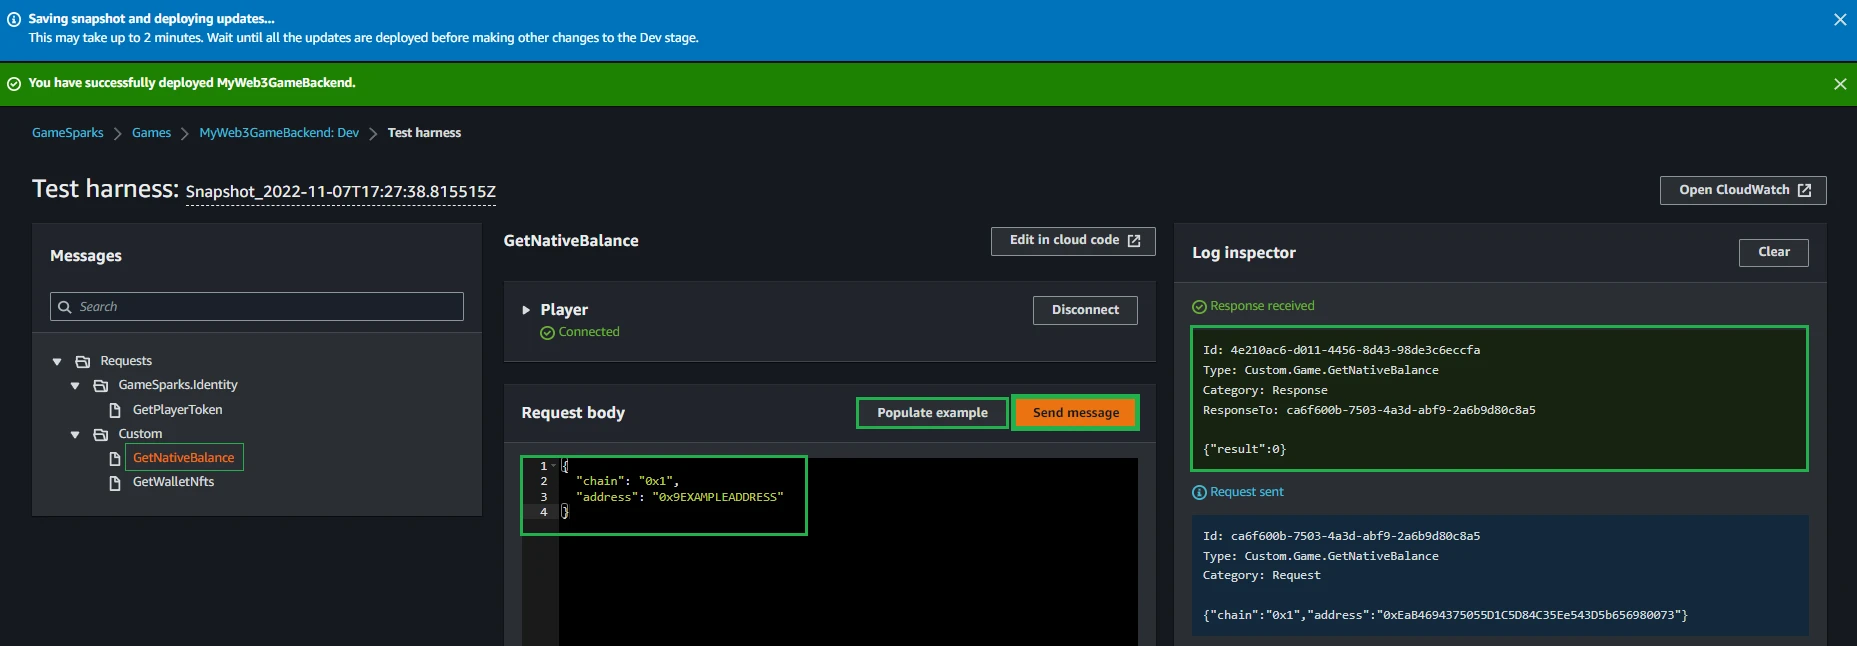 Saving snapshot and deploying updates...
This may take up to 2 minutes. Wait until all the updates are deployed before making other changes to the Dev stage.
You have successfully deployed MyWeb3GameBackend.
GameSparks > Games > MyWeb3GameBackend: Dev > Test harness
Test harness: Snapshot_2022-11-07T17:27:38.815515Z
Open CloudWatch
Messages
Search
Requests
GameSparks.Identity
GetPlayerToken
Custom
GetNativeBalance
GetWalletNfts
GetNativeBalance
Edit in cloud code
Player
Connected
Disconnect
Request body
Populate example
Send message
1 {
2 "chain": "0x1",
3 "address": "0x9EXAMPLEADDRESS"
4 }
Log inspector
Clear
Response received
Id: 4e210ac6-d011-4456-8d43-98de3c6eccfa
Type: Custom.Game.GetNativeBalance
Category: Response
ResponseTo: ca6f600b-7503-4a3d-abf9-2a6b9d80c8a5
{"result":0}
Request sent
Id: ca6f600b-7503-4a3d-abf9-2a6b9d80c8a5
Type: Custom.Game.GetNativeBalance
Category: Request
{"chain":"0x1","address":"0xEaB4694375055D1C5D84C35Ee543D5b656980073"}